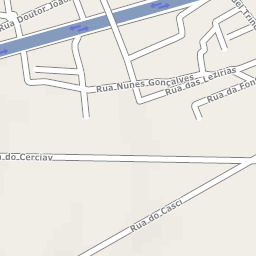 Rua Doutor João
Rua Nunes Gonçalves
Rua das Lezírias
Rua da Fon
do Cerciav
Rua do Casci